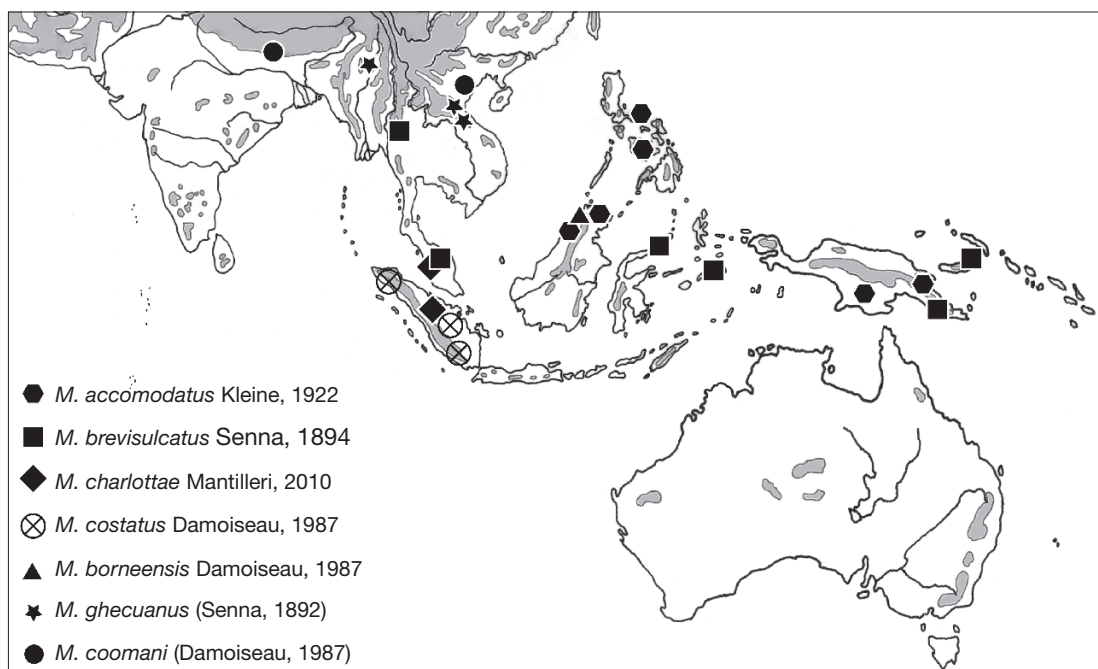 M. accomodatus Kleine, 1922
M. brevisulcatus Senna, 1894
M. charlottae Mantilleri, 2010
M. costatus Damoiseau, 1987
M. borneensis Damoiseau, 1987
M. ghecuanus (Senna, 1892)
M. coomani (Damoiseau, 1987)